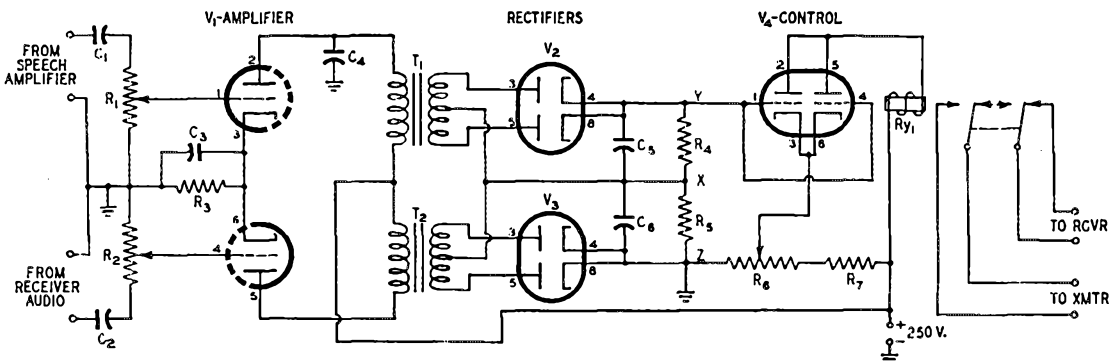 V₁-AMPLIFIER
RECTIFIERS
V₄-CONTROL
FROM
SPEECH
AMPLIFIER
C₁
R₁
1
2
3
C₃
R₃
C₄
T₁
V₂
3
5
4
8
Y
C₅
R₄
X
1
2
5
4
3
6
Ry₁
FROM
RECEIVER
AUDIO
C₂
R₂
6
4
5
T₂
V₃
3
5
4
8
C₆
R₅
Z
R₆
R₇
+ 250 V.
–
TO RCVR
TO XMTR